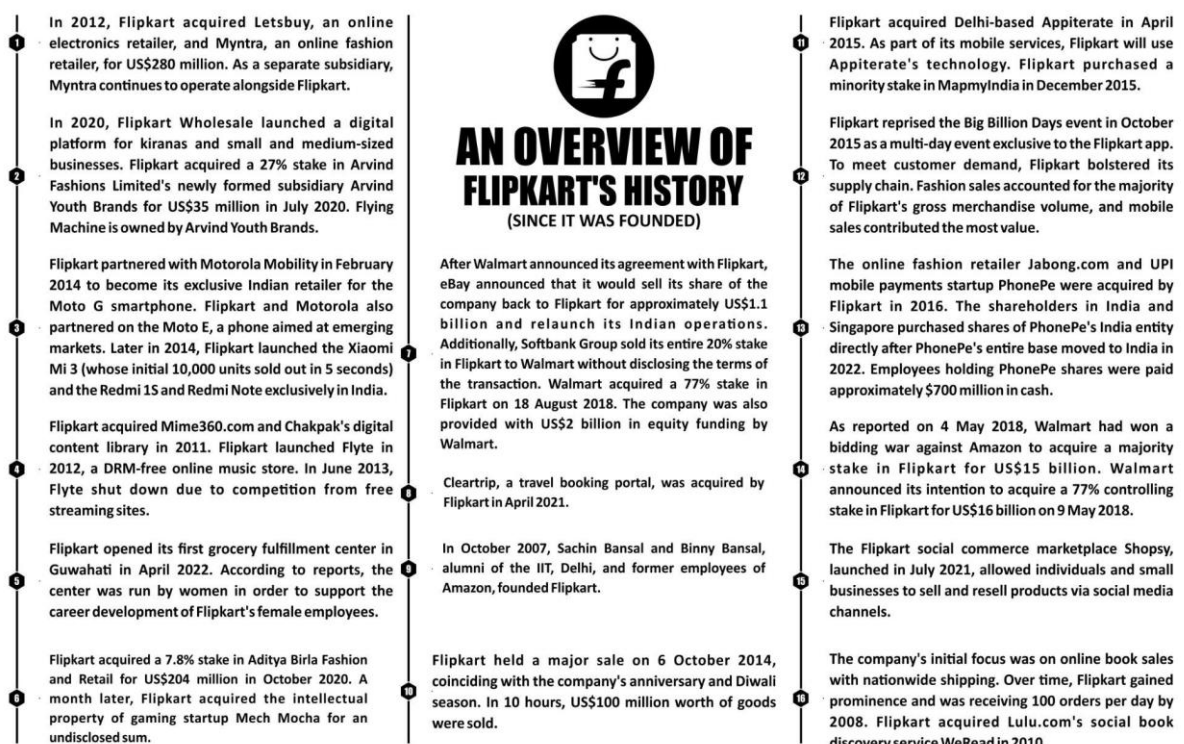 1
In 2012, Flipkart acquired Letsbuy, an online
electronics retailer, and Myntra, an online fashion
retailer, for US$280 million. As a separate subsidiary,
Myntra continues to operate alongside Flipkart.
2
In 2020, Flipkart Wholesale launched a digital
platform for kiranas and small and medium-sized
businesses. Flipkart acquired a 27% stake in Arvind
Fashions Limited's newly formed subsidiary Arvind
Youth Brands for US$35 million in July 2020. Flying
Machine is owned by Arvind Youth Brands.
3
Flipkart partnered with Motorola Mobility in February
2014 to become its exclusive Indian retailer for the
Moto G smartphone. Flipkart and Motorola also
partnered on the Moto E, a phone aimed at emerging
markets. Later in 2014, Flipkart launched the Xiaomi
Mi 3 (whose initial 10,000 units sold out in 5 seconds)
and the Redmi 1S and Redmi Note exclusively in India.
4
Flipkart acquired Mime360.com and Chakpak's digital
content library in 2011. Flipkart launched Flyte in
2012, a DRM-free online music store. In June 2013,
Flyte shut down due to competition from free
streaming sites.
5
Flipkart opened its first grocery fulfillment center in
Guwahati in April 2022. According to reports, the
center was run by women in order to support the
career development of Flipkart's female employees.
6
Flipkart acquired a 7.8% stake in Aditya Birla Fashion
and Retail for US$204 million in October 2020. A
month later, Flipkart acquired the intellectual
property of gaming startup Mech Mocha for an
undisclosed sum.
f
AN OVERVIEW OF
FLIPKART'S HISTORY
(SINCE IT WAS FOUNDED)
7
After Walmart announced its agreement with Flipkart,
eBay announced that it would sell its share of the
company back to Flipkart for approximately US$1.1
billion and relaunch its Indian operations.
Additionally, Softbank Group sold its entire 20% stake
in Flipkart to Walmart without disclosing the terms of
the transaction. Walmart acquired a 77% stake in
Flipkart on 18 August 2018. The company was also
provided with US$2 billion in equity funding by
Walmart.
8
Cleartrip, a travel booking portal, was acquired by
Flipkart in April 2021.
9
In October 2007, Sachin Bansal and Binny Bansal,
alumni of the IIT, Delhi, and former employees of
Amazon, founded Flipkart.
10
Flipkart held a major sale on 6 October 2014,
coinciding with the company's anniversary and Diwali
season. In 10 hours, US$100 million worth of goods
were sold.
11
Flipkart acquired Delhi-based Appiterate in April
2015. As part of its mobile services, Flipkart will use
Appiterate's technology. Flipkart purchased a
minority stake in MapmyIndia in December 2015.
12
Flipkart reprised the Big Billion Days event in October
2015 as a multi-day event exclusive to the Flipkart app.
To meet customer demand, Flipkart bolstered its
supply chain. Fashion sales accounted for the majority
of Flipkart's gross merchandise volume, and mobile
sales contributed the most value.
13
The online fashion retailer Jabong.com and UPI
mobile payments startup PhonePe were acquired by
Flipkart in 2016. The shareholders in India and
Singapore purchased shares of PhonePe's India entity
directly after PhonePe's entire base moved to India in
2022. Employees holding PhonePe shares were paid
approximately $700 million in cash.
14
As reported on 4 May 2018, Walmart had won a
bidding war against Amazon to acquire a majority
stake in Flipkart for US$15 billion. Walmart
announced its intention to acquire a 77% controlling
stake in Flipkart for US$16 billion on 9 May 2018.
15
The Flipkart social commerce marketplace Shopsy,
launched in July 2021, allowed individuals and small
businesses to sell and resell products via social media
channels.
16
The company's initial focus was on online book sales
with nationwide shipping. Over time, Flipkart gained
prominence and was receiving 100 orders per day by
2008. Flipkart acquired Lulu.com's social book
discovery service WeRead in 2010.